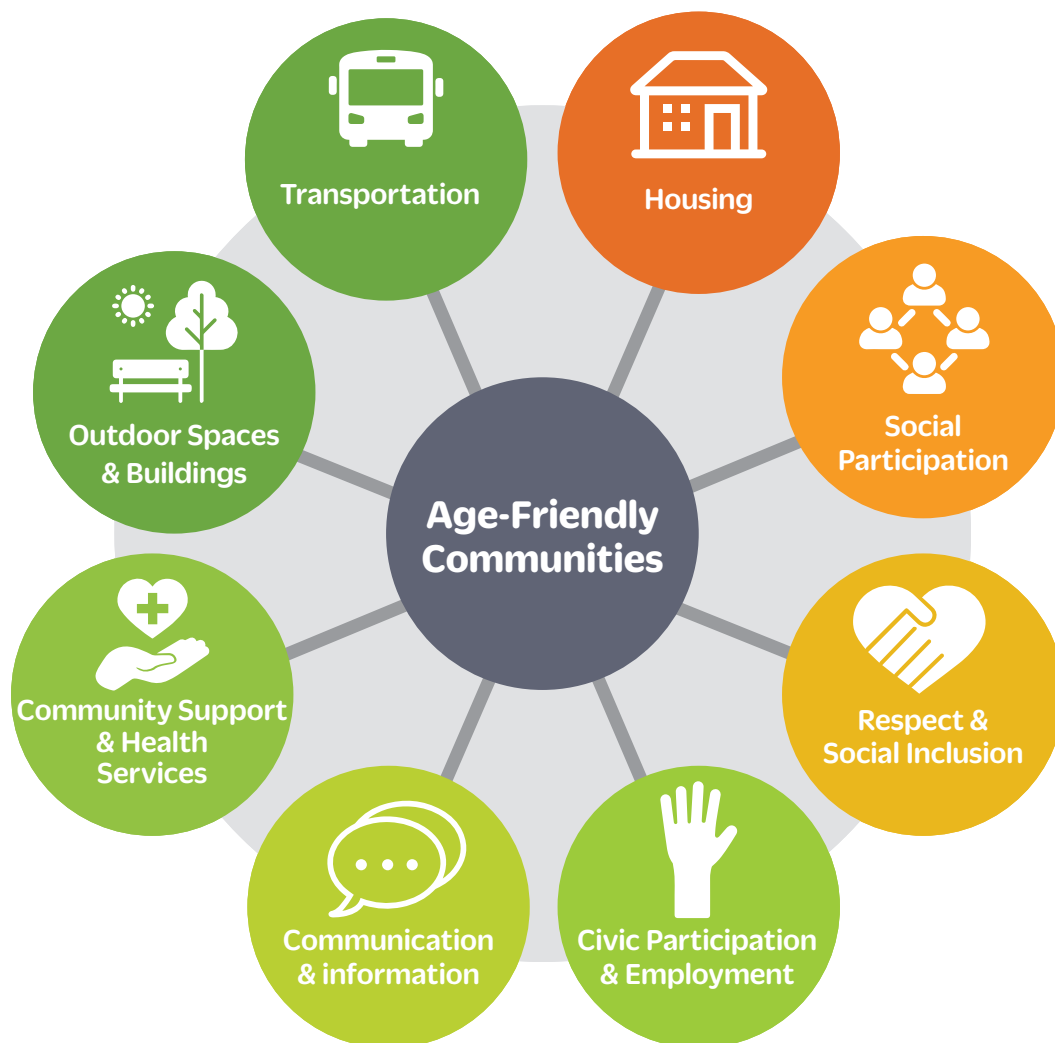 Transportation
Housing
Outdoor Spaces
& Buildings
Social
Participation
Age-Friendly
Communities
Community Support
& Health
Services
Respect &
Social Inclusion
Communication
& information
Civic Participation
& Employment